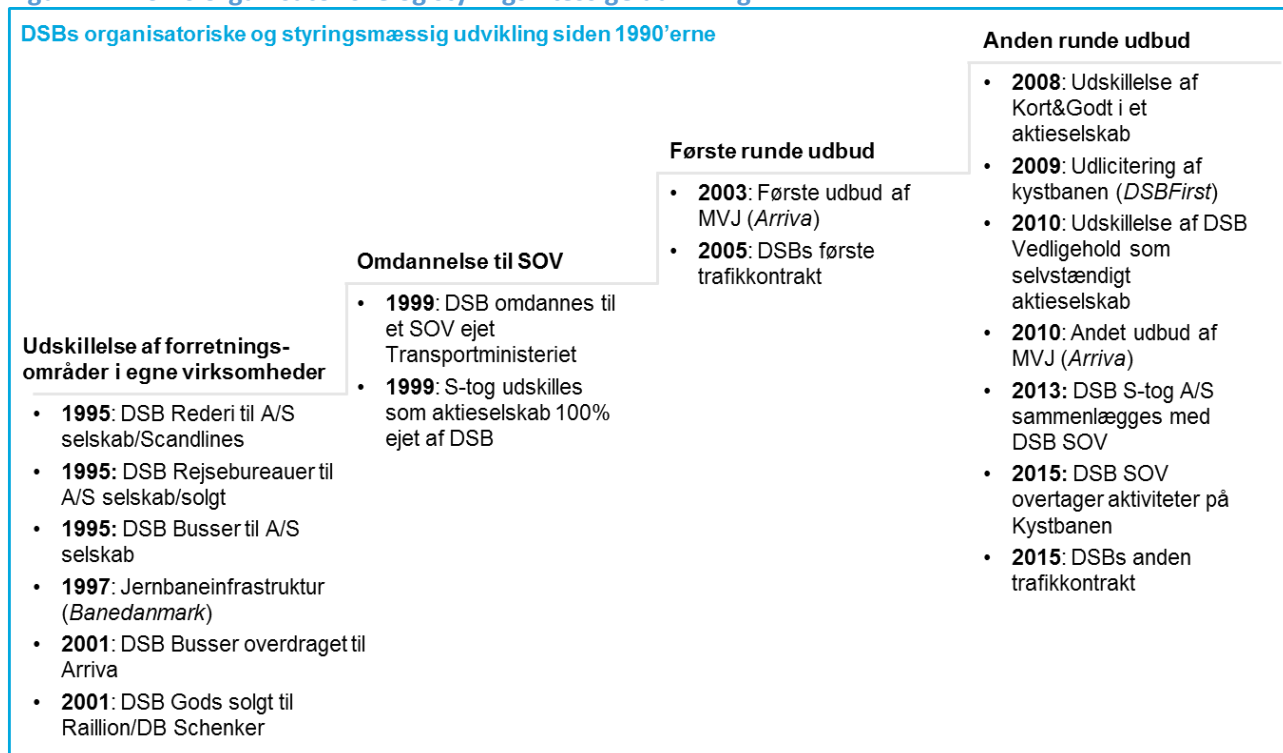 DSBs organisatoriske og styringsmæssig udvikling siden 1990’erne
Udskillelse af forretnings-
områder i egne virksomheder
• 1995: DSB Rederi til A/S
selskab/Scandlines
• 1995: DSB Rejsebureauer til
A/S selskab/solgt
• 1995: DSB Busser til A/S
selskab
• 1997: Jernbaneinfrastruktur
(Banedanmark)
• 2001: DSB Busser overdraget til
Arriva
• 2001: DSB Gods solgt til
Raillion/DB Schenker
Omdannelse til SOV
• 1999: DSB omdannes til
et SOV ejet
Transportministeriet
• 1999: S-tog udskilles
som aktieselskab 100%
ejet af DSB
Første runde udbud
• 2003: Første udbud af
MVJ (Arriva)
• 2005: DSBs første
trafikkontrakt
Anden runde udbud
• 2008: Udskillelse af
Kort&Godt i et
aktieselskab
• 2009: Udlicitering af
kystbanen (DSBFirst)
• 2010: Udskillelse af DSB
Vedligehold som
selvstændigt
aktieselskab
• 2010: Andet udbud af
MVJ (Arriva)
• 2013: DSB S-tog A/S
sammenlægges med
DSB SOV
• 2015: DSB SOV
overtager aktiviteter på
Kystbanen
• 2015: DSBs anden
trafikkontrakt